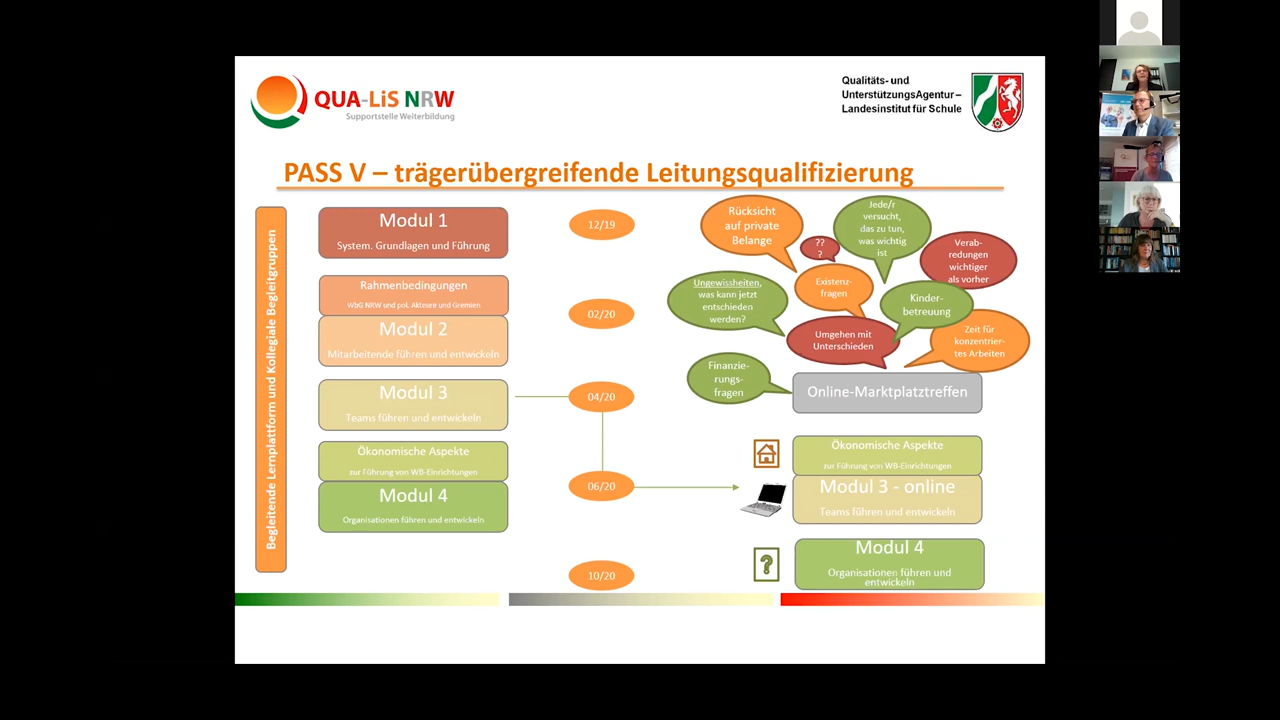 QUA-LiS NRW
Supportstelle Weiterbildung
Qualitäts- und
UnterstützungsAgentur –
Landesinstitut für Schule
PASS V – trägerübergreifende Leitungsqualifizierung
Begleitende Lernplattform und Kollegiale Begleitgruppen
Modul 1
System. Grundlagen und Führung
Rahmenbedingungen
WbG NRW und pol. Akteure und Gremien
Modul 2
Mitarbeitende führen und entwickeln
Modul 3
Teams führen und entwickeln
Ökonomische Aspekte
zur Führung von WB-Einrichtungen
Modul 4
Organisationen führen und entwickeln
12/19
02/20
04/20
06/20
10/20
Rücksicht
auf private
Belange
??
?
Jede/r
versucht,
das zu tun,
was wichtig
ist
Verab-
redungen
wichtiger
als vorher
Ungewissheiten,
was kann jetzt
entschieden
werden?
Existenz-
fragen
Kinder-
betreuung
Umgehen mit
Unterschieden
Zeit für
konzentrier-
tes Arbeiten
Finanzie-
rungs-
fragen
Online-Marktplatztreffen
Ökonomische Aspekte
zur Führung von WB-Einrichtungen
Modul 3 - online
Teams führen und entwickeln
?
Modul 4
Organisationen führen und
entwickeln